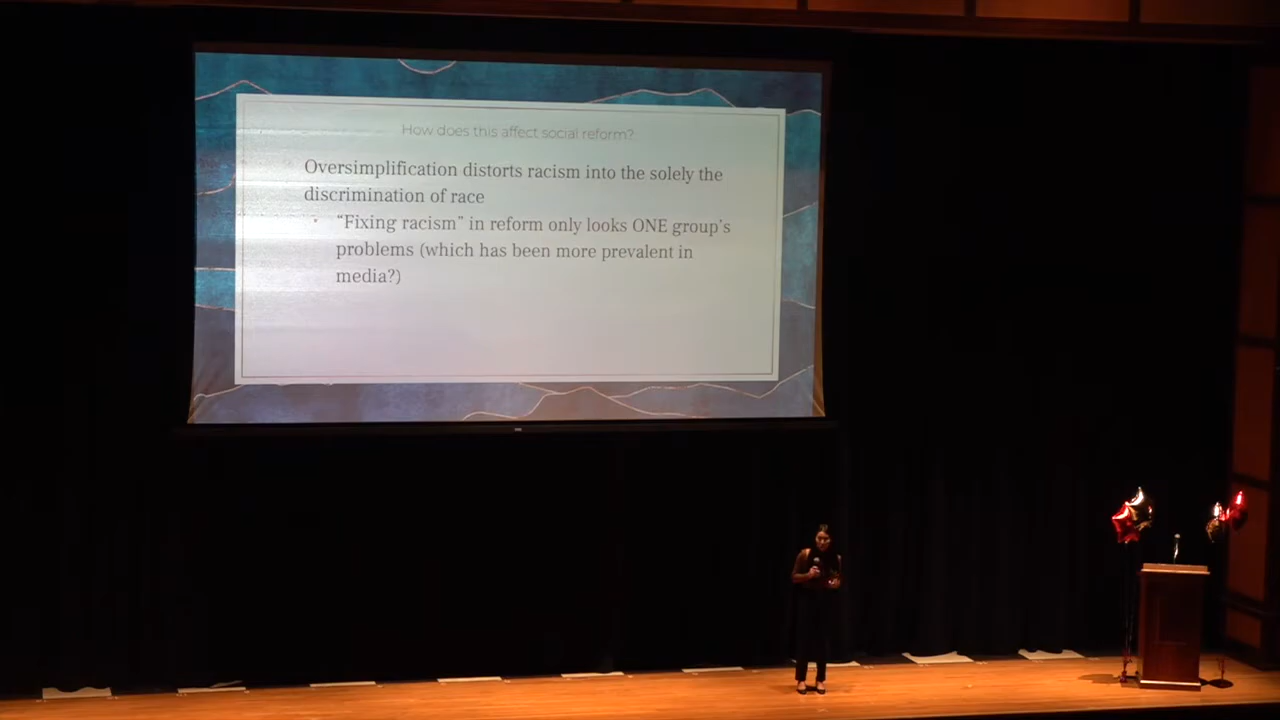 How does this affect social reform?
Oversimplification distorts racism into the solely the
discrimination of race
“Fixing racism” in reform only looks ONE group’s
problems (which has been more prevalent in
media?)